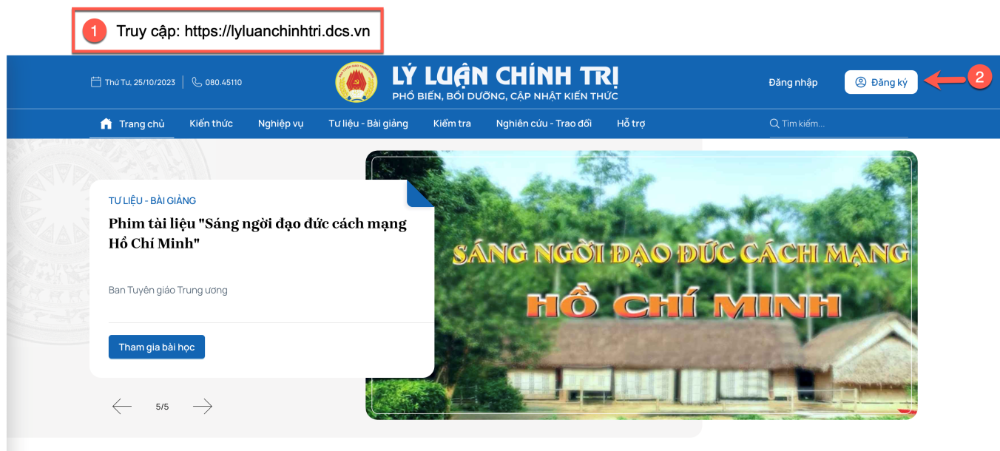 1 Truy cập: https://lyluanchinhtri.dcs.vn
Thứ Tư, 25/10/2023 080.45110
LÝ LUẬN CHÍNH TRỊ
PHỔ BIẾN, BỒI DƯỠNG, CẬP NHẬT KIẾN THỨC
Đăng nhập Đăng ký 2
Trang chủ Kiến thức Nghiệp vụ Tư liệu - Bài giảng Kiểm tra Nghiên cứu - Trao đổi Hỗ trợ Tìm kiếm...
TƯ LIỆU - BÀI GIẢNG
Phim tài liệu "Sáng ngời đạo đức cách mạng
Hồ Chí Minh"
Ban Tuyên giáo Trung ương
Tham gia bài học
5/5
SÁNG NGỜI ĐẠO ĐỨC CÁCH MẠNG
HỒ CHÍ MINH